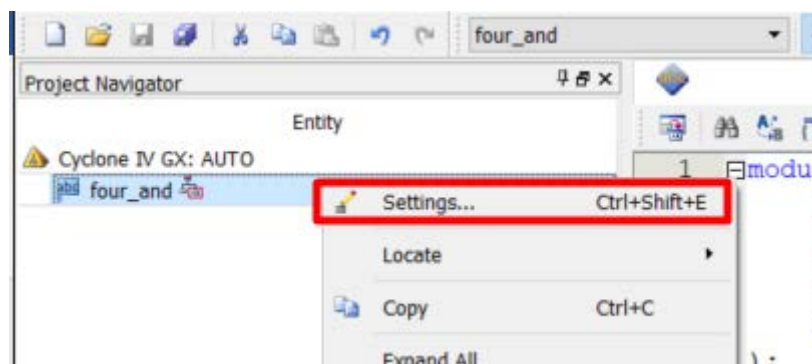 four_and
Project Navigator
Entity
Cyclone IV GX: AUTO
four_and
1 modu
Settings... Ctrl+Shift+E
Locate
Copy Ctrl+C
Expand All
);